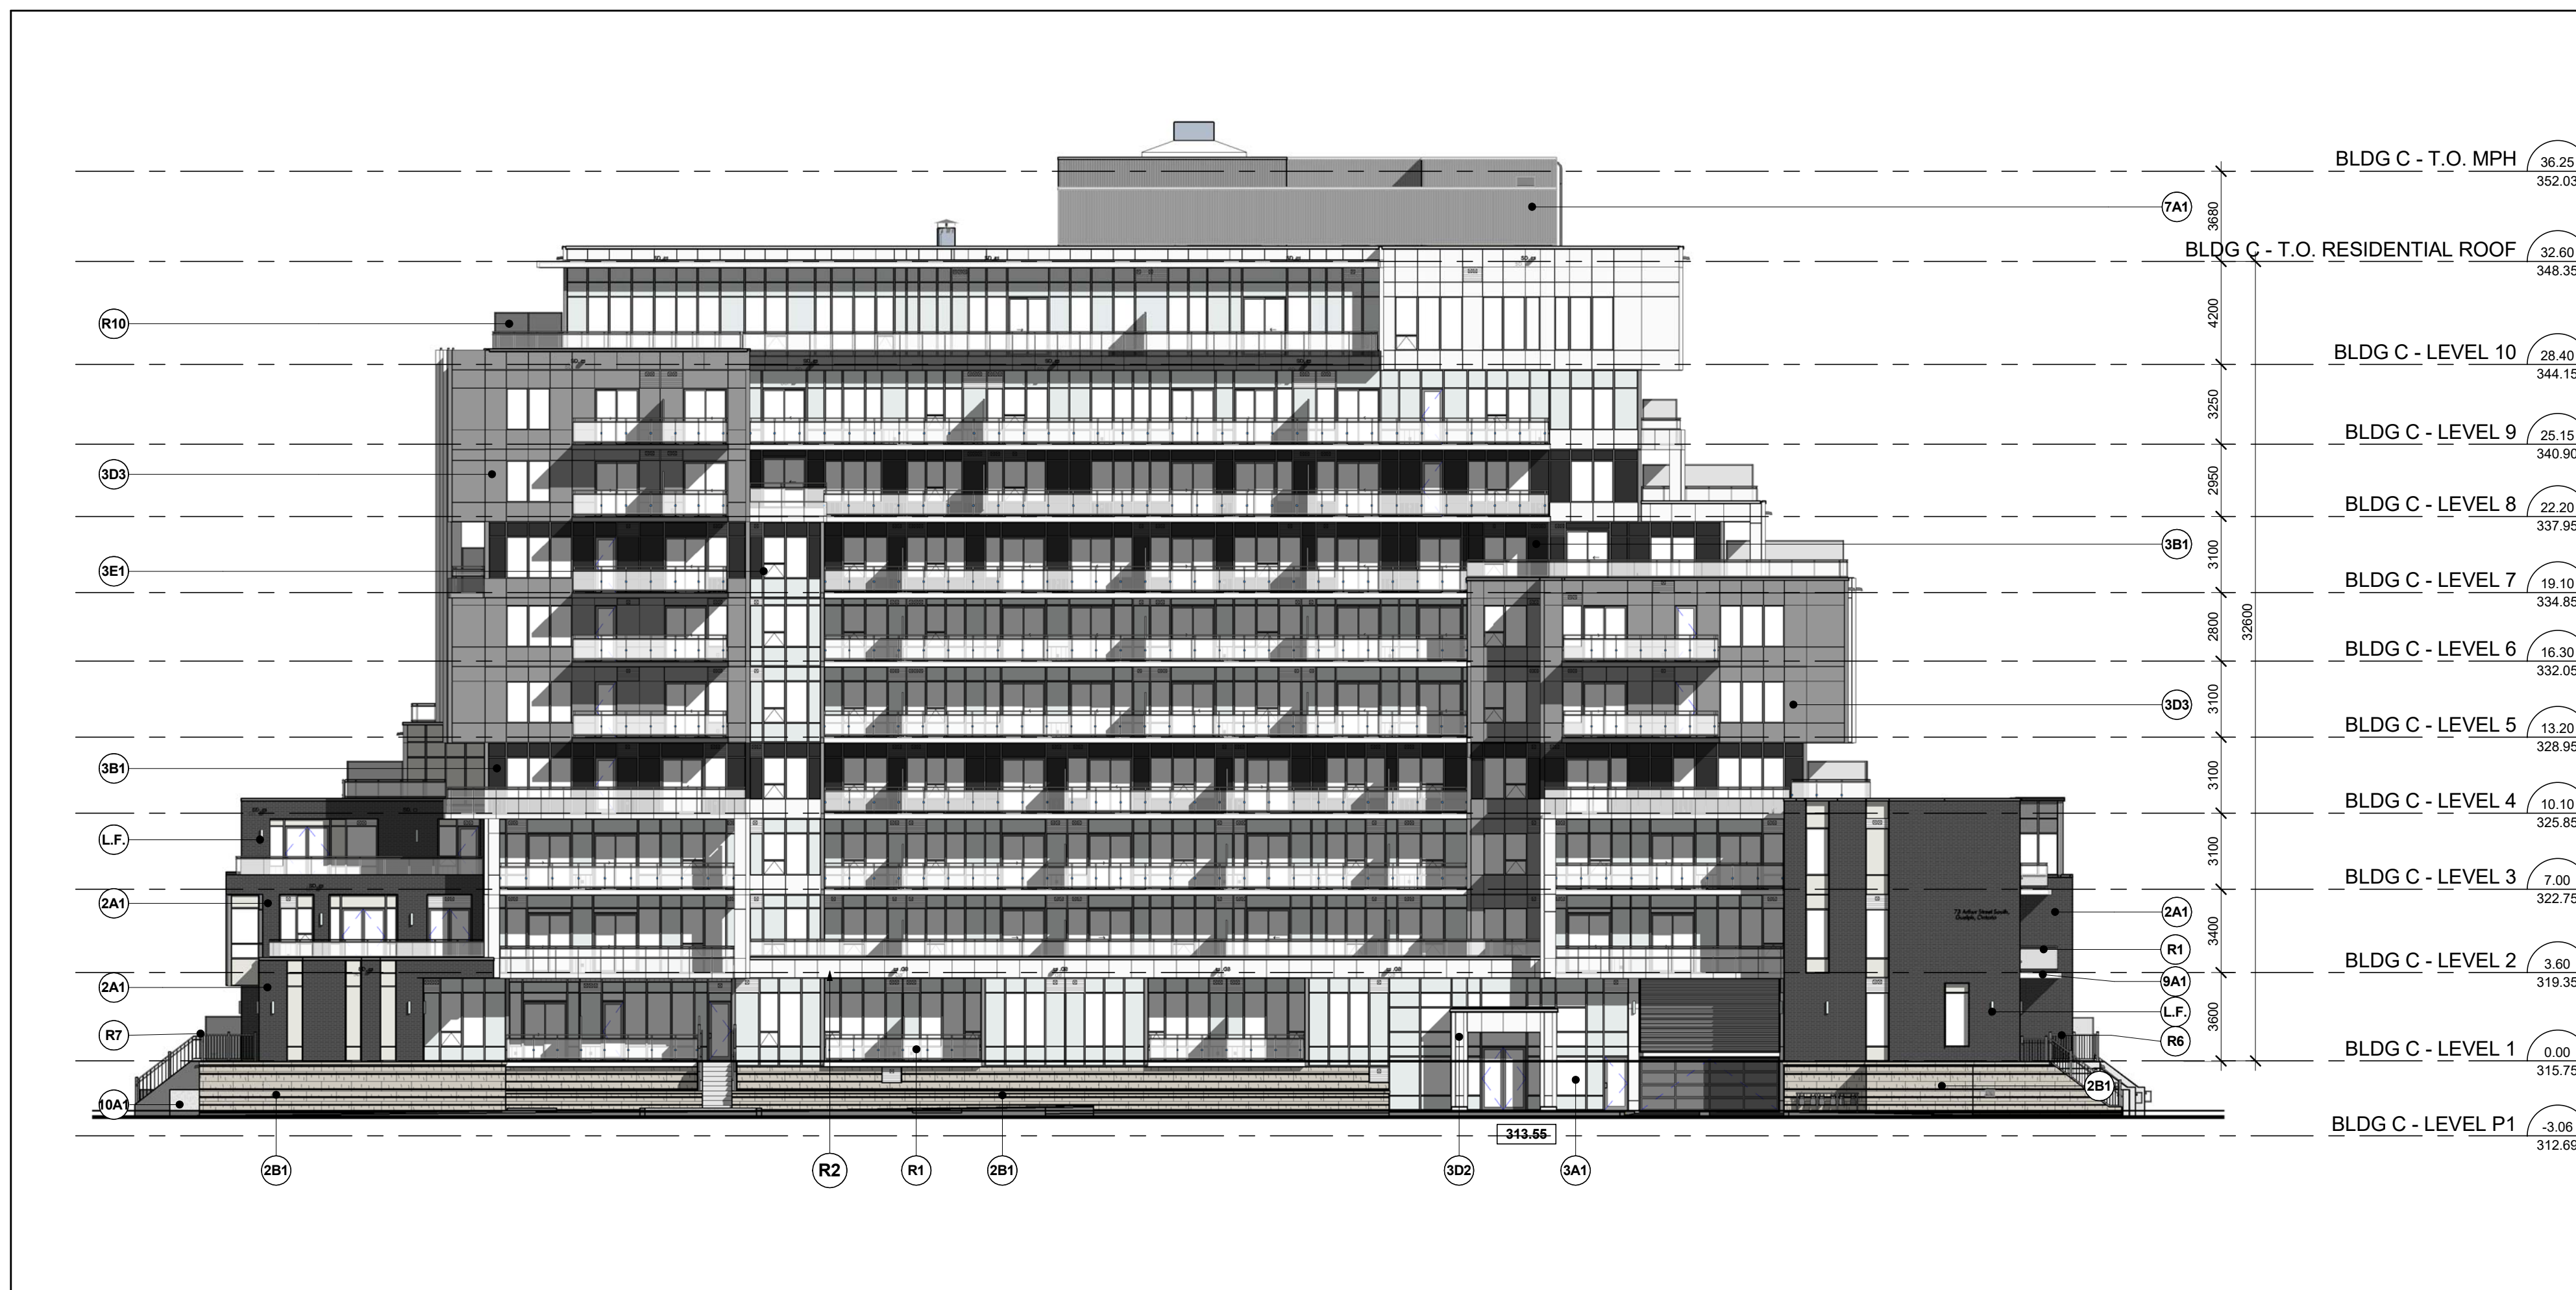 BLDG C - T.O. MPH 36.25
352.03
7A1
3680
BLDG C - T.O. RESIDENTIAL ROOF 32.60
348.35
R10
4200
BLDG C - LEVEL 10 28.40
344.15
3250
BLDG C - LEVEL 9 25.15
340.90
3D3
2950
BLDG C - LEVEL 8 22.20
337.95
3B1
3E1
3100
BLDG C - LEVEL 7 19.10
334.85
2800
32600
BLDG C - LEVEL 6 16.30
332.05
3D3
3100
BLDG C - LEVEL 5 13.20
328.95
3B1
3100
BLDG C - LEVEL 4 10.10
325.85
L.F.
3100
BLDG C - LEVEL 3 7.00
322.75
2A1
73 Arthur Street South,
Guelph, Ontario
2A1
R1
3400
BLDG C - LEVEL 2 3.60
319.35
2A1
9A1
L.F.
3600
R7
R6
BLDG C - LEVEL 1 0.00
315.75
2B1
10A1
313.55
BLDG C - LEVEL P1 -3.06
312.69
2B1 R2 R1 2B1 3D2 3A1